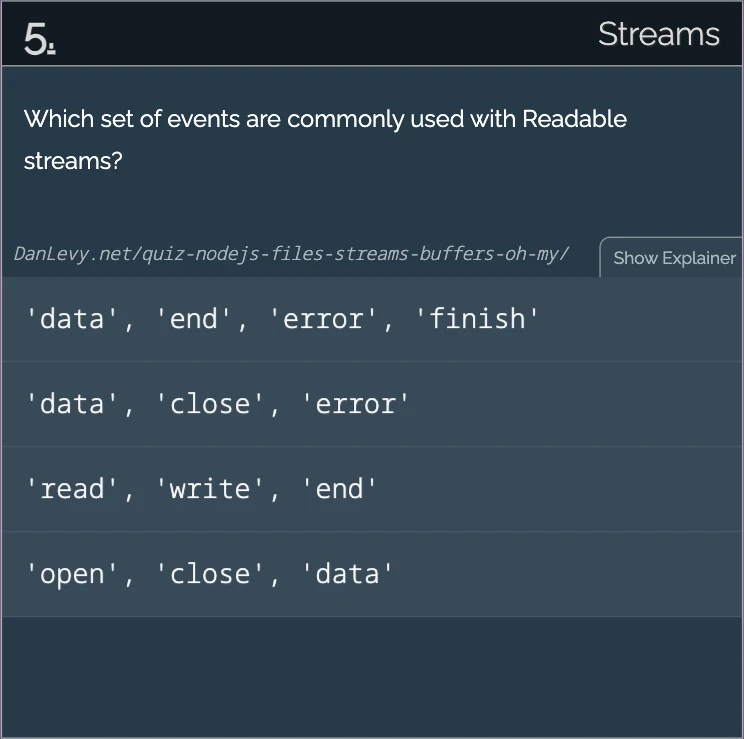 5.
Streams
Which set of events are commonly used with Readable
streams?
DanLevy.net/quiz-nodejs-files-streams-buffers-oh-my/
Show Explainer
'data', 'end', 'error', 'finish'
'data', 'close', 'error'
'read', 'write', 'end'
'open', 'close', 'data'